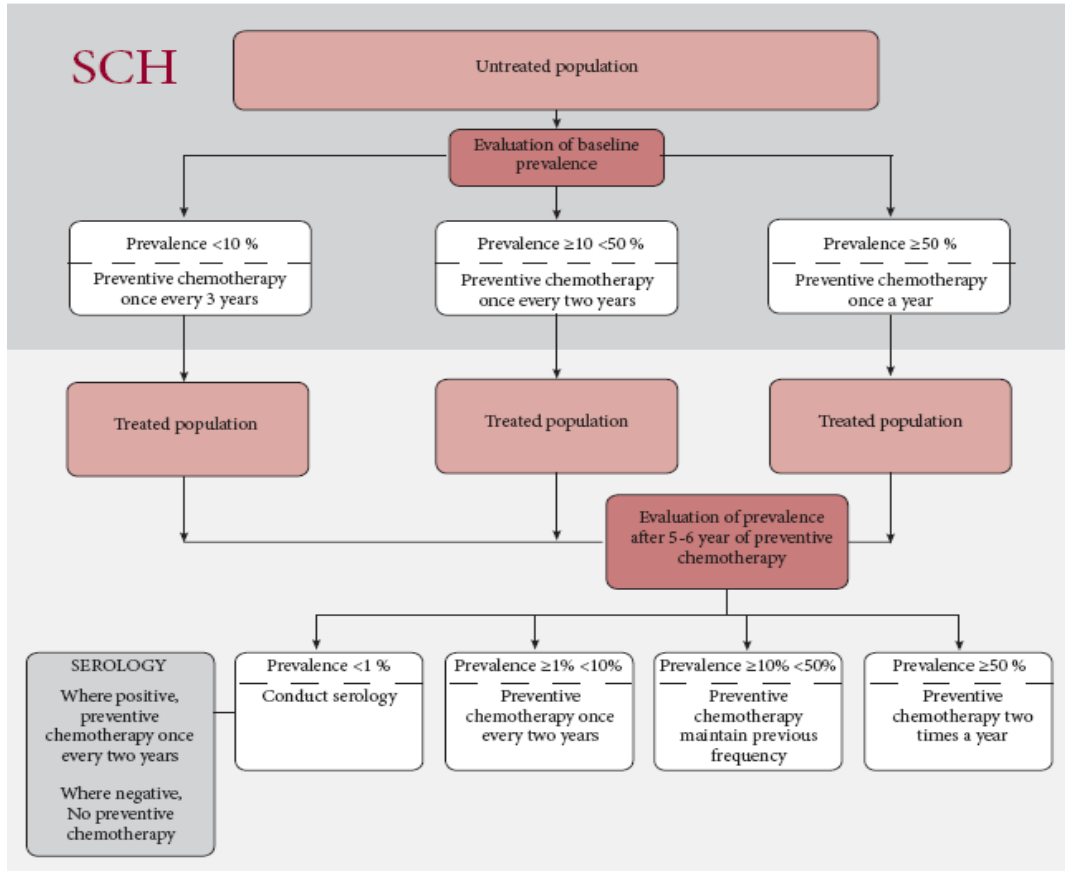 SCH
Untreated population
Evaluation of baseline
prevalence
Prevalence <10 %
Preventive chemotherapy
once every 3 years
Prevalence ≥10 <50 %
Preventive chemotherapy
once every two years
Prevalence ≥50 %
Preventive chemotherapy
once a year
Treated population
Treated population
Treated population
Evaluation of prevalence
after 5-6 year of preventive
chemotherapy
SEROLOGY
Where positive,
preventive
chemotherapy once
every two years
Where negative,
No preventive
chemotherapy
Prevalence <1 %
Conduct serology
Prevalence ≥1% <10%
Preventive
chemotherapy once
every two years
Prevalence ≥10% <50%
Preventive
chemotherapy
maintain previous
frequency
Prevalence ≥50 %
Preventive
chemotherapy two
times a year